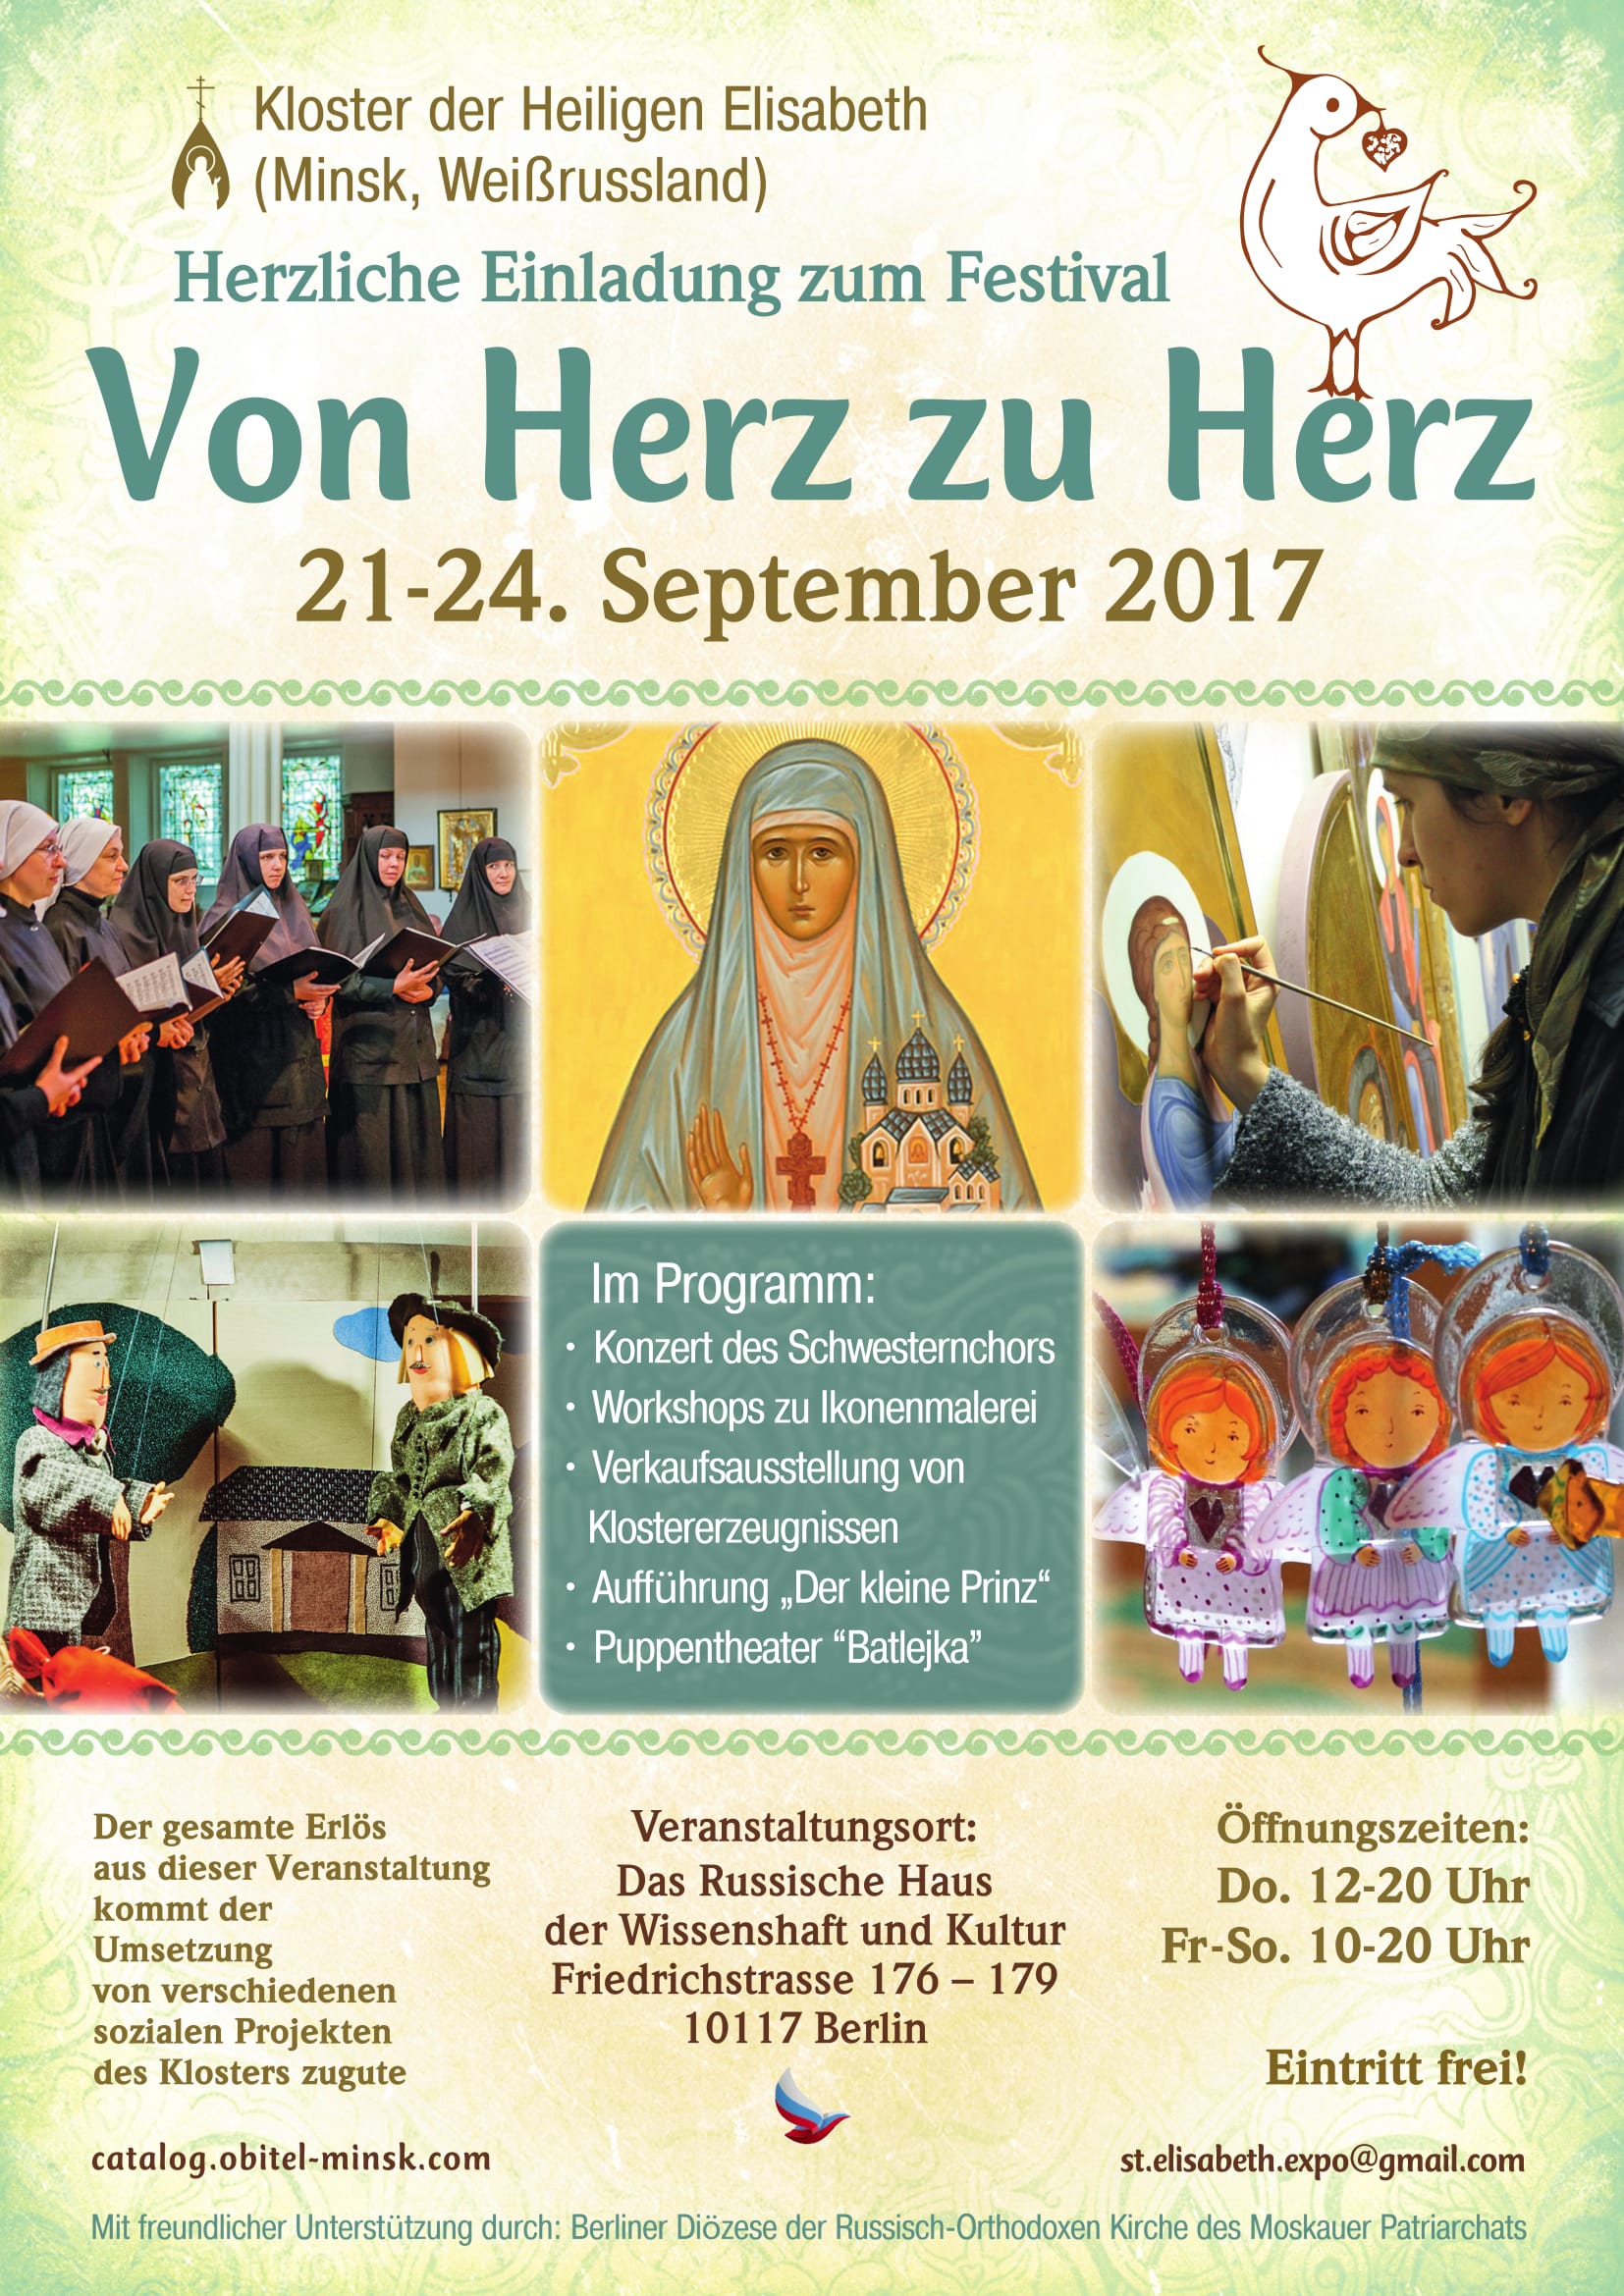 Kloster der Heiligen Elisabeth
(Minsk, Weißrussland)
Herzliche Einladung zum Festival
Von Herz zu Herz
21-24. September 2017
Im Programm:
• Konzert des Schwesternchors
• Workshops zu Ikonenmalerei
• Verkaufsausstellung von
Klostererzeugnissen
• Aufführung „Der kleine Prinz“
• Puppentheater “Batlejka”
Der gesamte Erlös
aus dieser Veranstaltung
kommt der
Umsetzung
von verschiedenen
sozialen Projekten
des Klosters zugute
catalog.obitel-minsk.com
Veranstaltungsort:
Das Russische Haus
der Wissenshaft und Kultur
Friedrichstrasse 176 – 179
10117 Berlin
Öffnungszeiten:
Do. 12-20 Uhr
Fr-So. 10-20 Uhr
Eintritt frei!
st.elisabeth.expo@gmail.com
Mit freundlicher Unterstützung durch: Berliner Diözese der Russisch-Orthodoxen Kirche des Moskauer Patriarchats